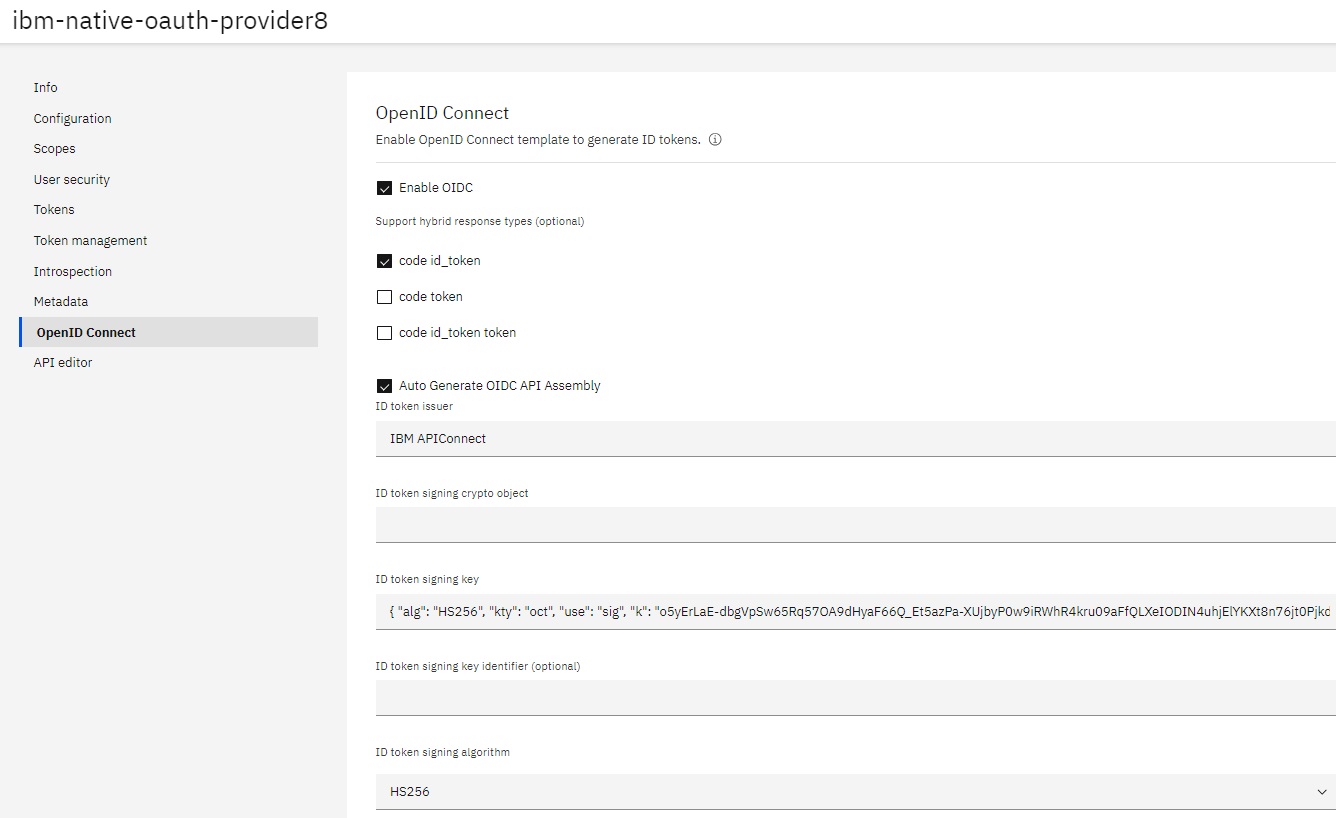 ibm-native-oauth-provider8
Info
Configuration
Scopes
User security
Tokens
Token management
Introspection
Metadata
OpenID Connect
API editor
OpenID Connect
Enable OpenID Connect template to generate ID tokens.
Enable OIDC
Support hybrid response types (optional)
code id_token
code token
code id_token token
Auto Generate OIDC API Assembly
ID token issuer
IBM APIConnect
ID token signing crypto object
ID token signing key
{ "alg": "HS256", "kty": "oct", "use": "sig", "k": "o5yErLaE-dbgVpSw65Rq57OA9dHyaF66Q_Et5azPa-XUjbyP0w9iRWhR4kru09aFfQLXeIODIN4uhjElYKXt8n76jt0Pjkd
ID token signing key identifier (optional)
ID token signing algorithm
HS256